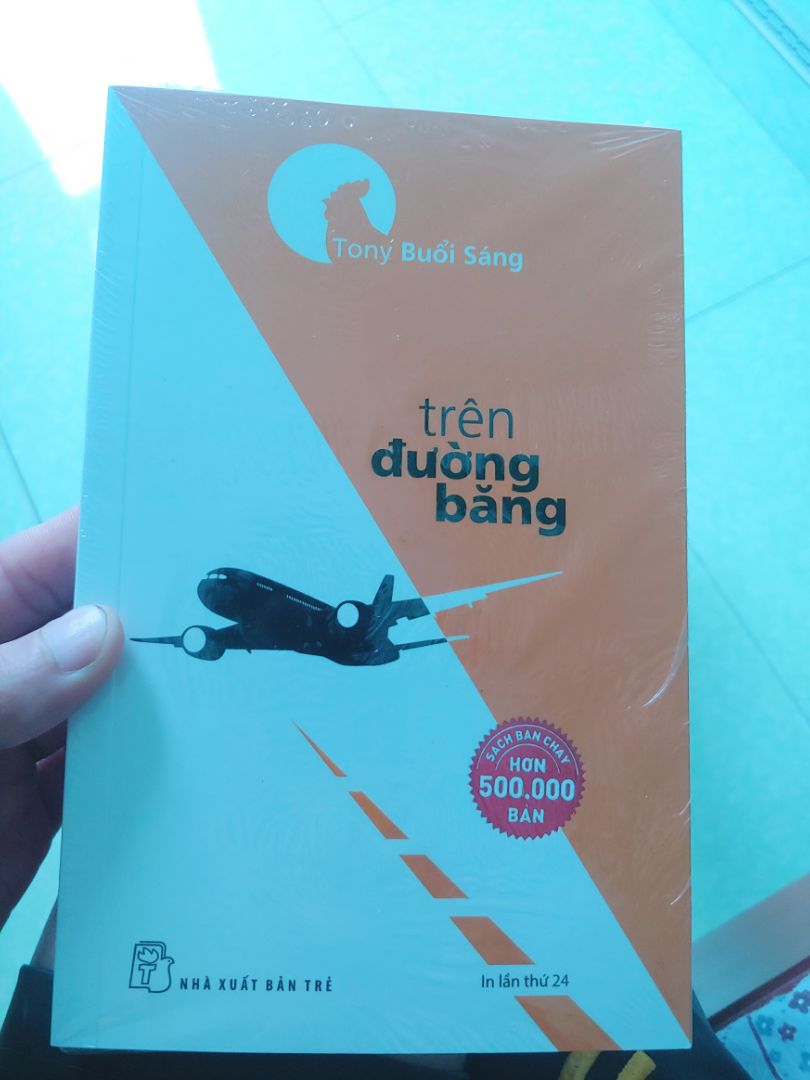 Tony Buổi Sáng
trên
đường
băng
SÁCH BÁN CHẠY
HƠN
500.000
BẢN
NHÀ XUẤT BẢN TRẺ
In lần thứ 24